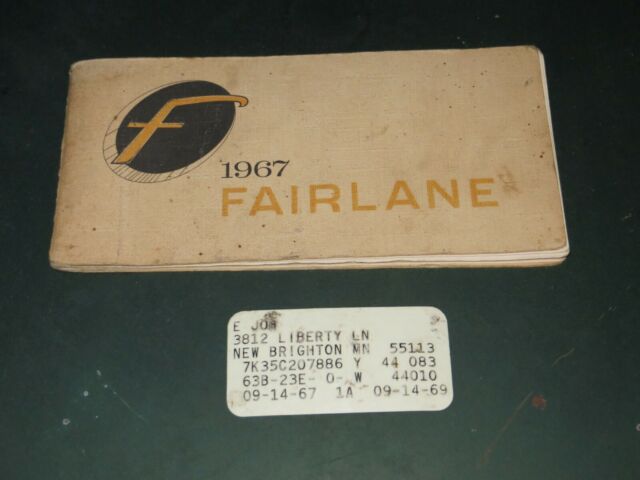 F
1967
FAIRLANE
E
3812 LIBERTY LN
NEW BRIGHTON MN 55113
7K35C207886 Y 44 083
63B-23E- 0- W 44010
09-14-67 1A 09-14-69